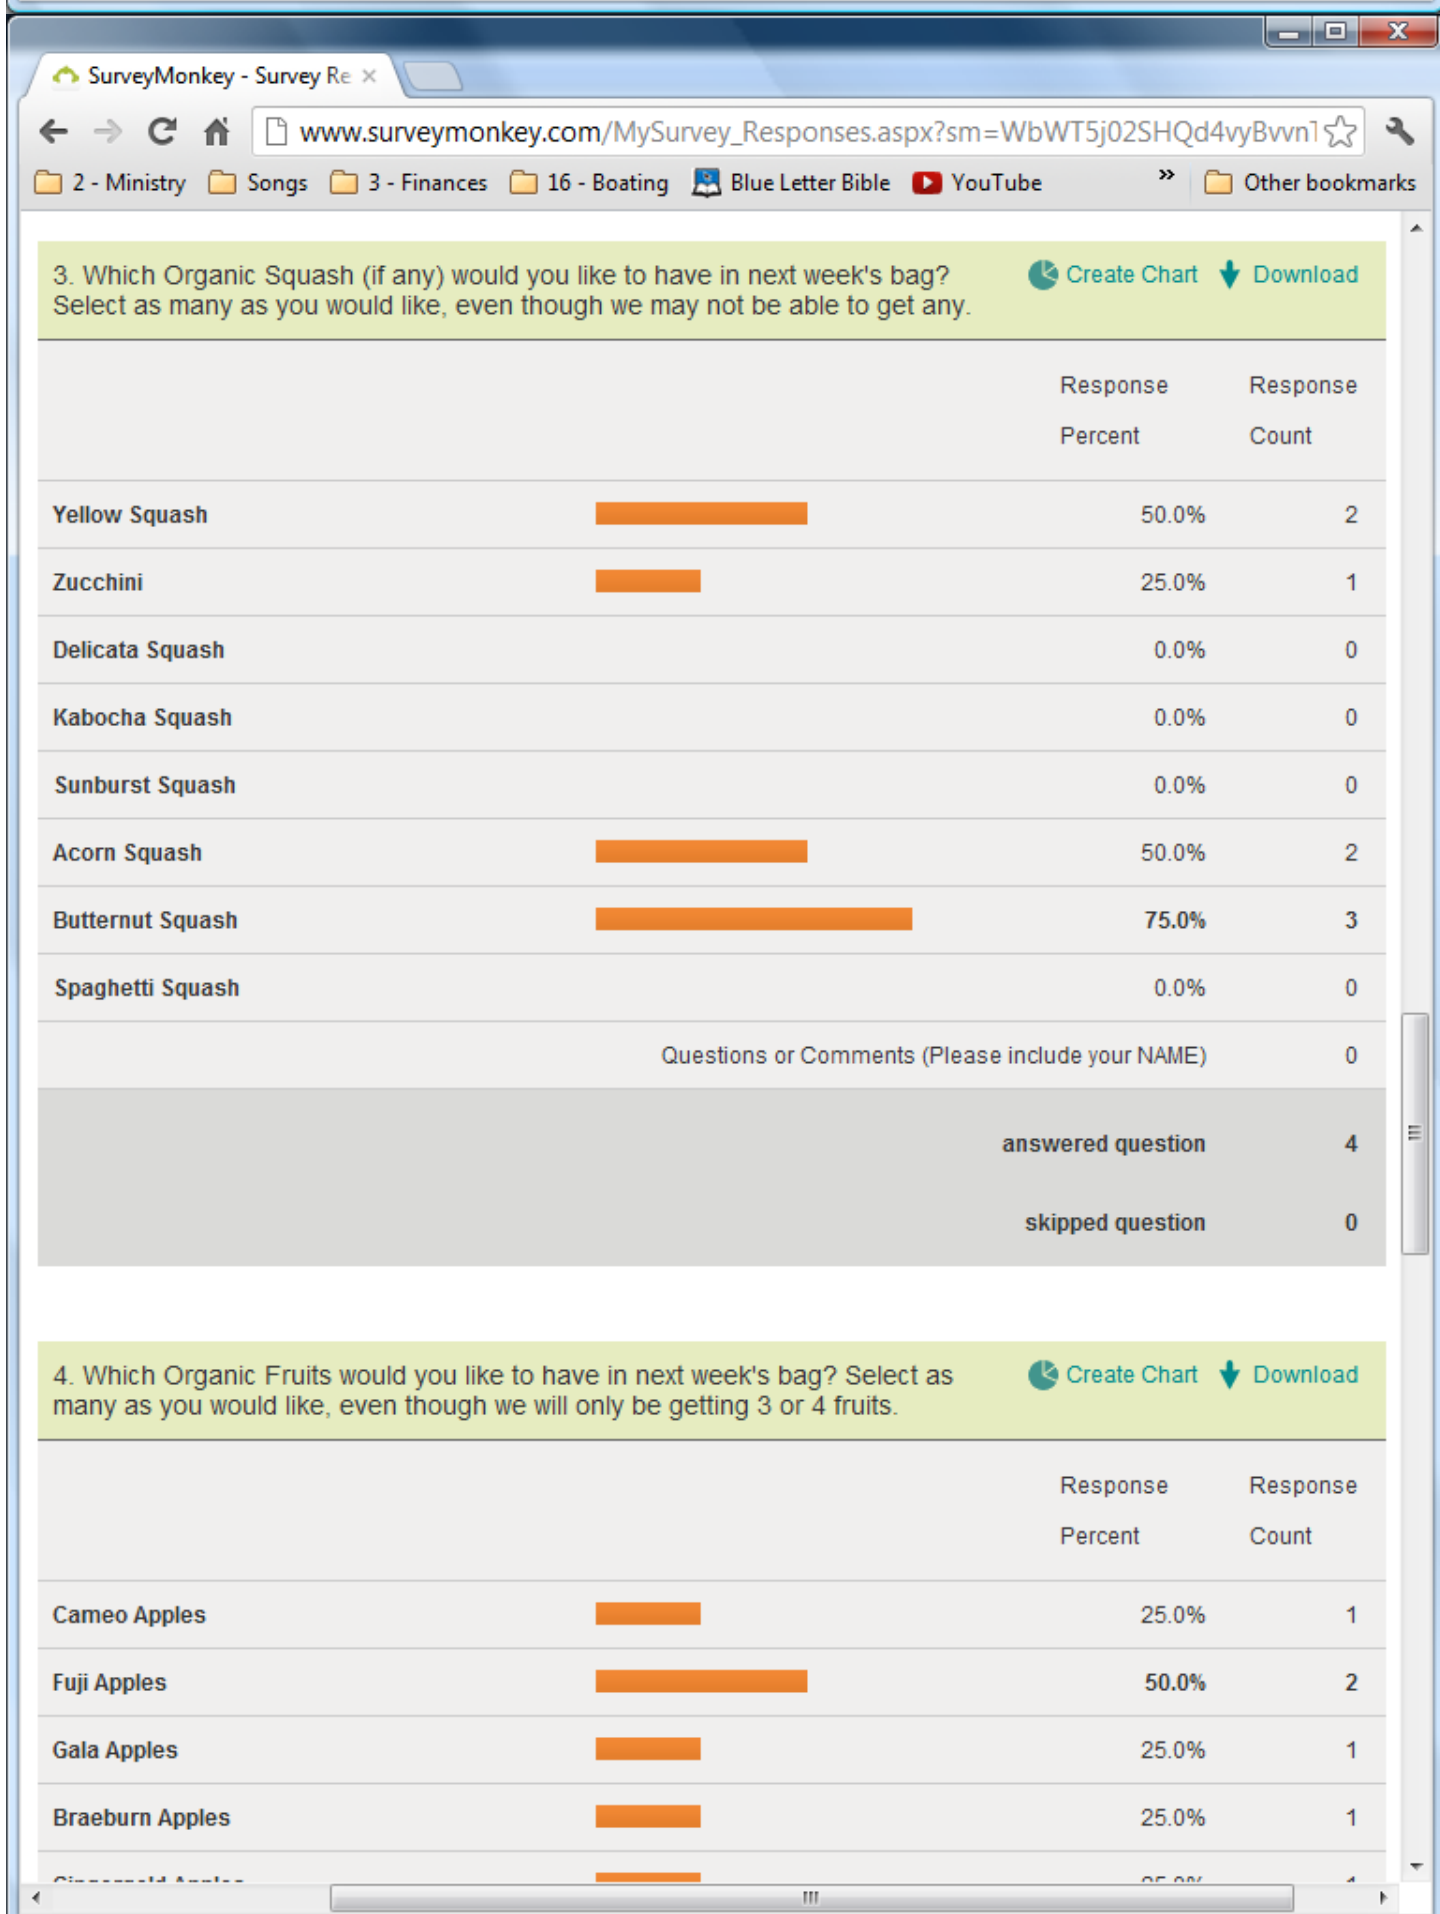 SurveyMonkey - Survey Re
www.surveymonkey.com/MySurvey_Responses.aspx?sm=WbWT5j02SHQd4vyBvvnT
2 - Ministry Songs 3 - Finances 16 - Boating Blue Letter Bible YouTube » Other bookmarks
3. Which Organic Squash (if any) would you like to have in next week's bag? Create Chart Download
Select as many as you would like, even though we may not be able to get any.
Response Response
Percent Count
Yellow Squash 50.0% 2
Zucchini 25.0% 1
Delicata Squash 0.0% 0
Kabocha Squash 0.0% 0
Sunburst Squash 0.0% 0
Acorn Squash 50.0% 2
Butternut Squash 75.0% 3
Spaghetti Squash 0.0% 0
Questions or Comments (Please include your NAME) 0
answered question 4
skipped question 0
4. Which Organic Fruits would you like to have in next week's bag? Select as Create Chart Download
many as you would like, even though we will only be getting 3 or 4 fruits.
Response Response
Percent Count
Cameo Apples 25.0% 1
Fuji Apples 50.0% 2
Gala Apples 25.0% 1
Braeburn Apples 25.0% 1
Gingergold Apples 25.0% 1